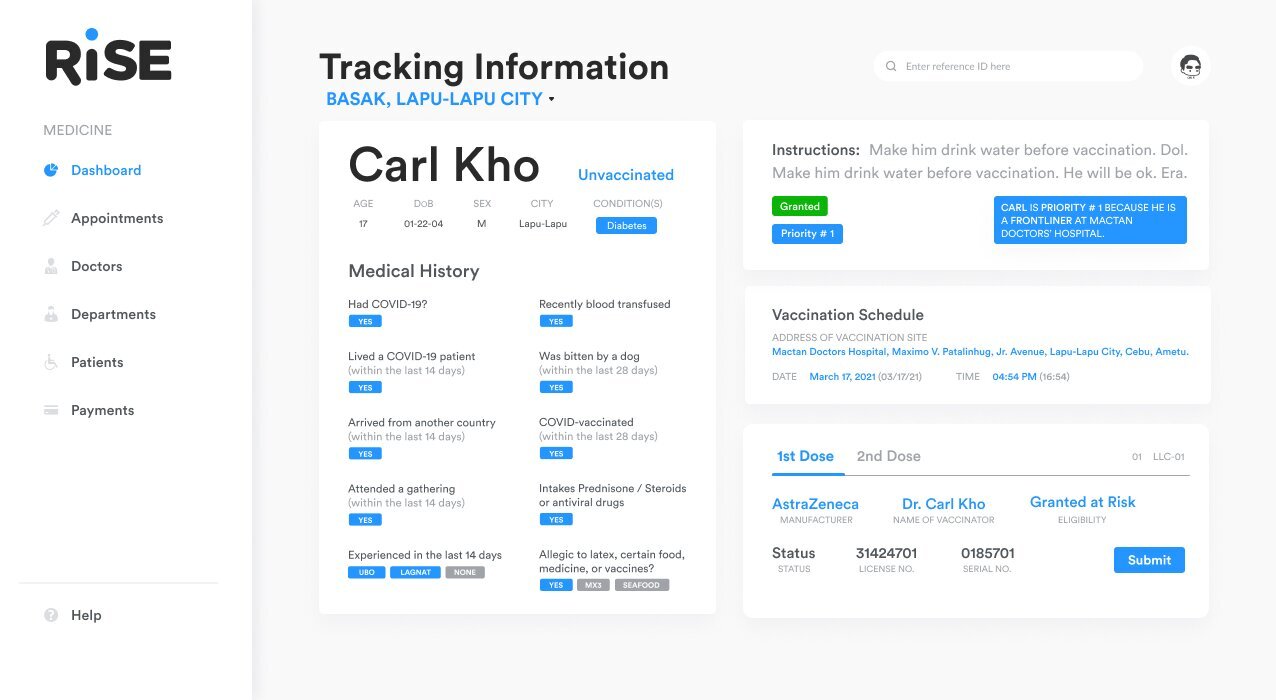 RiSE
MEDICINE
Dashboard
Appointments
Doctors
Departments
Patients
Payments
Help
Tracking Information
BASAK, LAPU-LAPU CITY
Enter reference ID here
Carl Kho
Unvaccinated
AGE DoB SEX CITY CONDITION(S)
17 01-22-04 M Lapu-Lapu Diabetes
Medical History
Had COVID-19?
YES
Lived a COVID-19 patient
(within the last 14 days)
YES
Arrived from another country
(within the last 14 days)
YES
Attended a gathering
(within the last 14 days)
YES
Experienced in the last 14 days
UBO LAGNAT NONE
Recently blood transfused
YES
Was bitten by a dog
(within the last 28 days)
YES
COVID-vaccinated
(within the last 28 days)
YES
Intakes Prednisone / Steroids
or antiviral drugs
YES
Allegic to latex, certain food,
medicine, or vaccines?
YES MX3 SEAFOOD
Instructions: Make him drink water before vaccination. Dol.
Make him drink water before vaccination. He will be ok. Era.
Granted
Priority # 1
CARL IS PRIORITY # 1 BECAUSE HE IS
A FRONTLINER AT MACTAN
DOCTORS' HOSPITAL.
Vaccination Schedule
ADDRESS OF VACCINATION SITE
Mactan Doctors Hospital, Maximo V. Patalinhug, Jr. Avenue, Lapu-Lapu City, Cebu, Ametu.
DATE March 17, 2021 (03/17/21) TIME 04:54 PM (16:54)
1st Dose 2nd Dose 01 LLC-01
AstraZeneca Dr. Carl Kho Granted at Risk
MANUFACTURER NAME OF VACCINATOR ELIGIBILITY
Status 31424701 0185701
STATUS LICENSE NO. SERIAL NO.
Submit